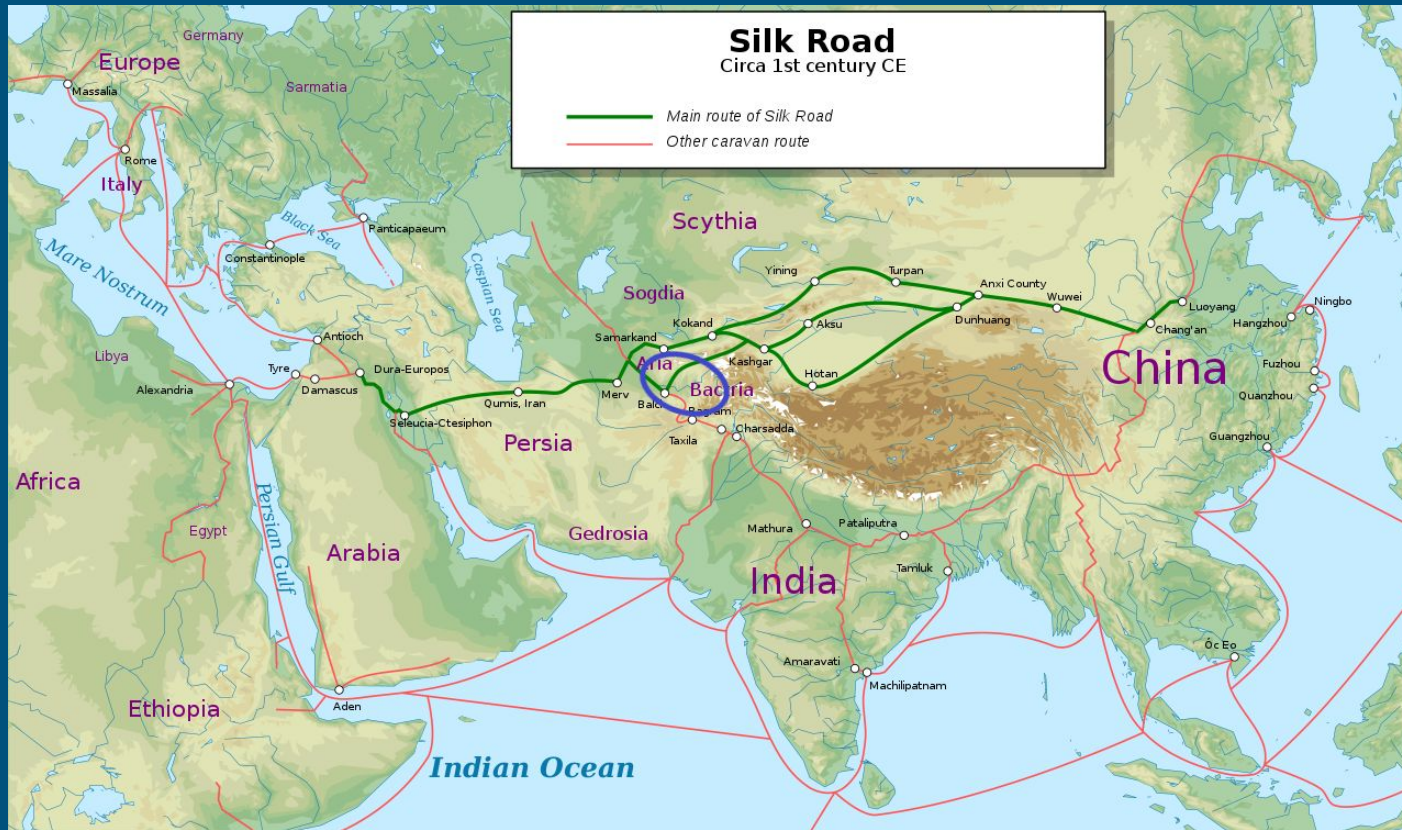 Silk Road
Circa 1st century CE
Main route of Silk Road
Other caravan route
Germany
Europe
Massalia
Sarmatia
Rome
Italy
Black Sea
Panticapaeum
Constantinople
Mare Nostrum
Caspian Sea
Scythia
Yining
Turpan
Anxi County
Sogdia
Wuwei
Luoyang
Ningbo
Kokand
Aksu
Dunhuang
Hangzhou
Chang'an
Samarkand
Antioch
Libya
Aria
Kashgar
China
Fuzhou
Tyre
Dura-Europos
Hotan
Alexandria
Damascus
Merv
Bactria
Quanzhou
Qumis, Iran
Bagram
Seleucia-Ctesiphon
Charsadda
Guangzhou
Persia
Taxila
Africa
Persian Gulf
Egypt
Gedrosia
Mathura
Pataliputra
Arabia
India
Tamluk
Óc Eo
Amaravati
Machilipatnam
Ethiopia
Aden
Indian Ocean